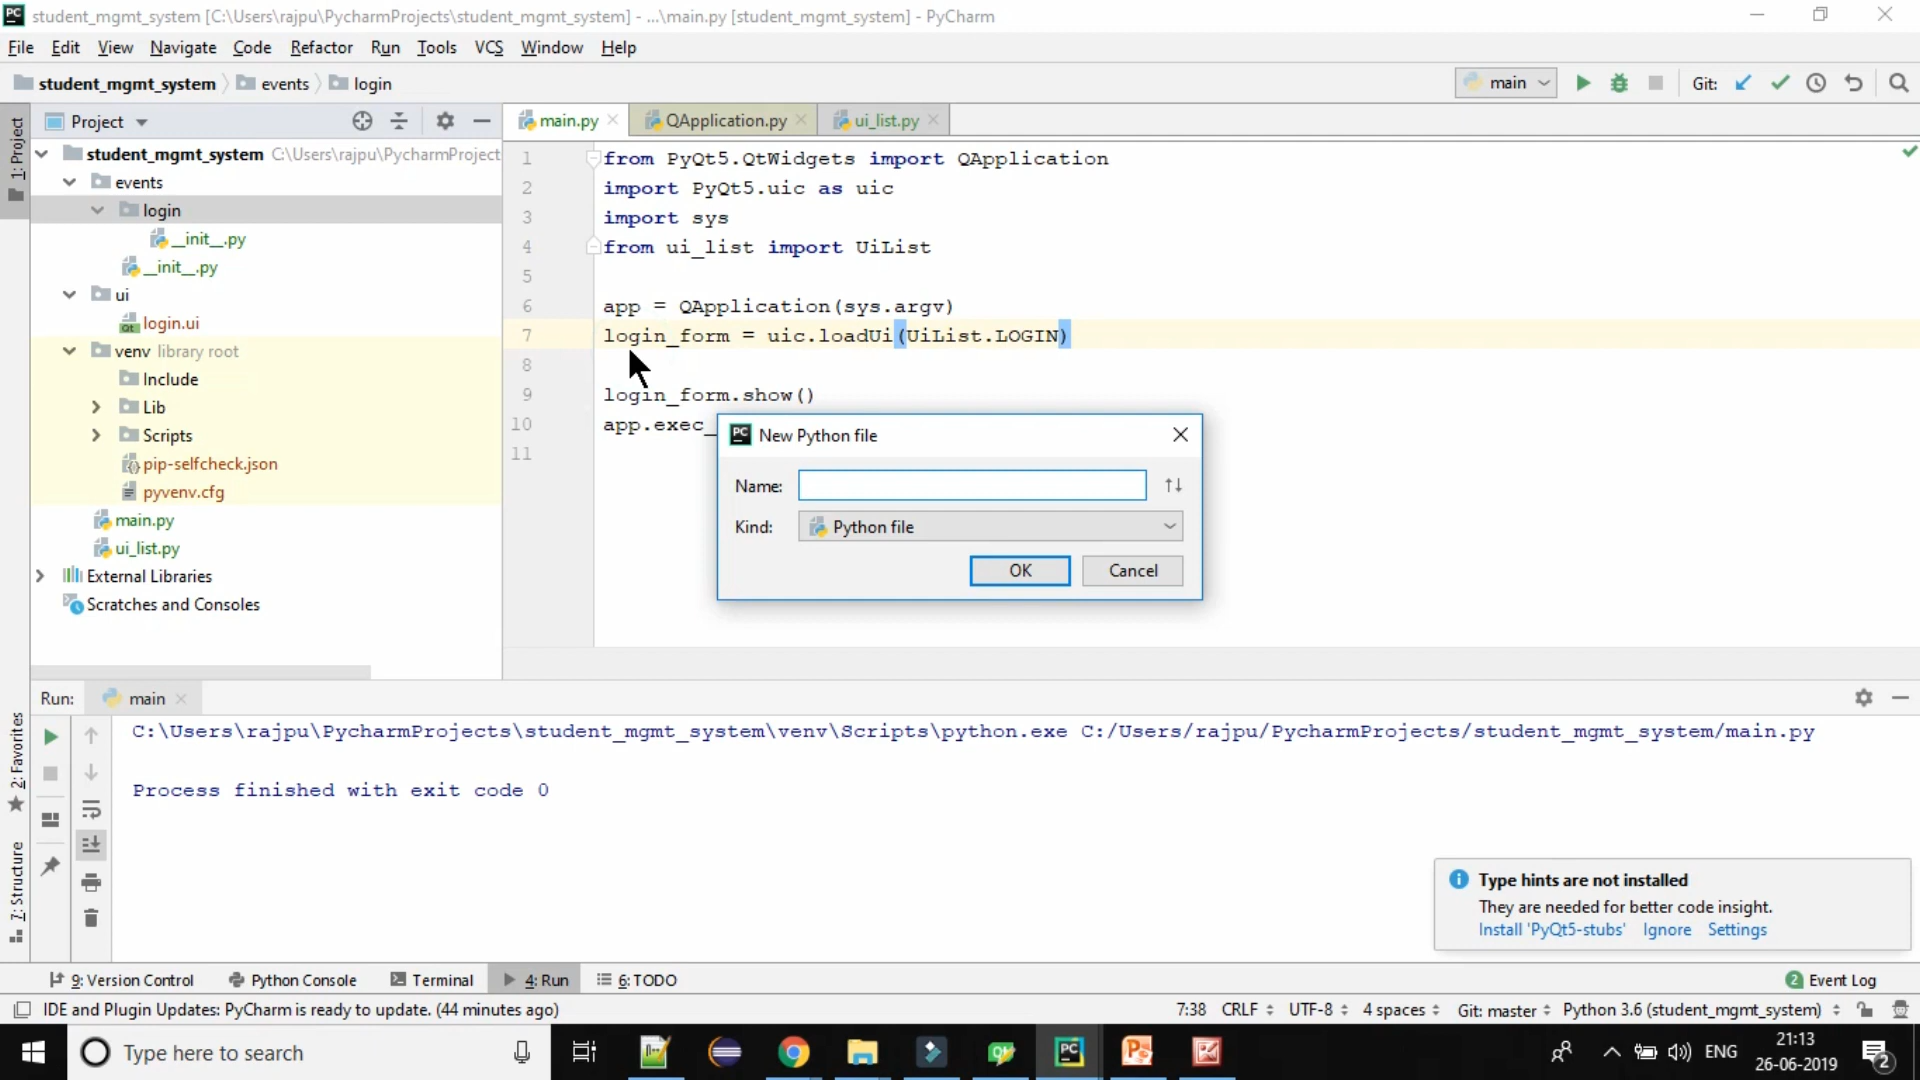 PC student_mgmt_system [C:\Users\rajpu\PycharmProjects\student_mgmt_system] - ...\main.py [student_mgmt_system] - PyCharm
File Edit View Navigate Code Refactor Run Tools VCS Window Help
student_mgmt_system events login main Git:
1: Project
Project
main.py QApplication.py ui_list.py
student_mgmt_system C:\Users\rajpu\PycharmProject
events
login
__init__.py
__init__.py
ui
login.ui
venv library root
Include
Lib
Scripts
pip-selfcheck.json
pyvenv.cfg
main.py
ui_list.py
External Libraries
Scratches and Consoles
1 from PyQt5.QtWidgets import QApplication
2 import PyQt5.uic as uic
3 import sys
4 from ui_list import UiList
5
6 app = QApplication(sys.argv)
7 login_form = uic.loadUi(UiList.LOGIN)
8
9 login_form.show()
10 app.exec_
11
PC New Python file
Name:
Kind: Python file
OK Cancel
Run: main
C:\Users\rajpu\PycharmProjects\student_mgmt_system\venv\Scripts\python.exe C:/Users/rajpu/PycharmProjects/student_mgmt_system/main.py
Process finished with exit code 0
2: Favorites
7: Structure
Type hints are not installed
They are needed for better code insight.
Install 'PyQt5-stubs' Ignore Settings
9: Version Control Python Console Terminal 4: Run 6: TODO 2 Event Log
IDE and Plugin Updates: PyCharm is ready to update. (44 minutes ago) 7:38 CRLF UTF-8 4 spaces Git: master Python 3.6 (student_mgmt_system)
Type here to search
ENG
21:13
26-06-2019
2